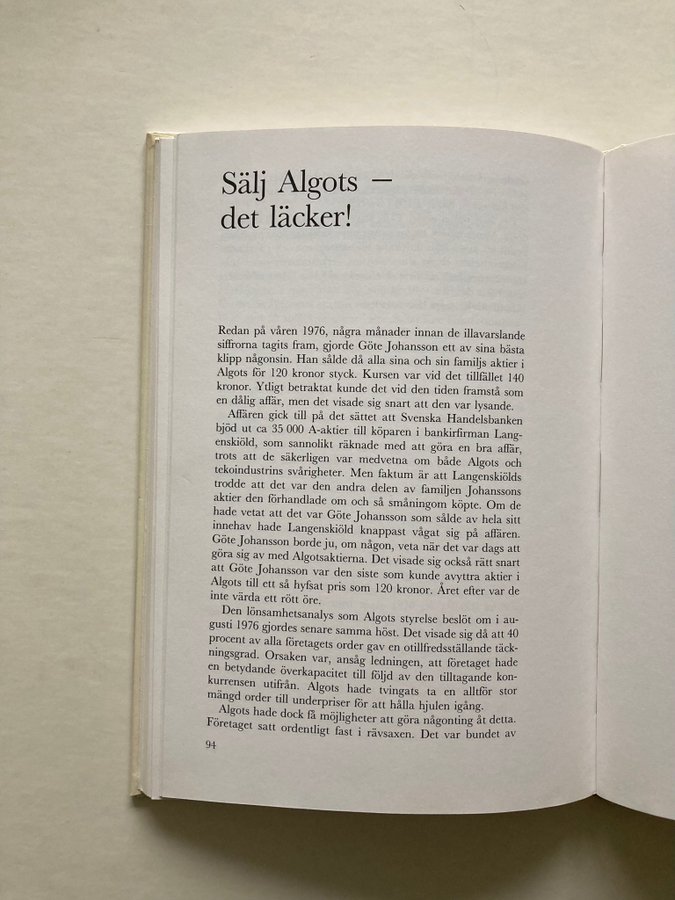 Sälj Algots –
det läcker!
Redan på våren 1976, några månader innan de illavarslande
siffrorna tagits fram, gjorde Göte Johansson ett av sina bästa
klipp någonsin. Han sålde då alla sina och sin familjs aktier i
Algots för 120 kronor styck. Kursen var vid det tillfället 140
kronor. Ytligt betraktat kunde det vid den tiden framstå som
en dålig affär, men det visade sig snart att den var lysande.
Affären gick till på det sättet att Svenska Handelsbanken
bjöd ut ca 35 000 A-aktier till köparen i bankirfirman Lang-
enskiöld, som sannolikt räknade med att göra en bra affär,
trots att de säkerligen var medvetna om både Algots och
tekoindustrins svårigheter. Men faktum är att Langenskiölds
trodde att det var den andra delen av familjen Johanssons
aktier den förhandlade om och så småningom köpte. Om de
hade vetat att det var Göte Johansson som sålde av hela sitt
innehav hade Langenskiöld knappast vågat sig på affären.
Göte Johansson borde ju, om någon, veta när det var dags att
göra sig av med Algotsaktierna. Det visade sig också rätt snart
att Göte Johansson var den siste som kunde avyttra aktier i
Algots till ett så hyfsat pris som 120 kronor. Året efter var de
inte värda ett rött öre.
Den lönsamhetsanalys som Algots styrelse beslöt om i au-
gusti 1976 gjordes senare samma höst. Det visade sig då att 40
procent av alla företagets order gav en otillfredsställande täck-
ningsgrad. Orsaken var, ansåg ledningen, att företaget hade
en betydande överkapacitet till följd av den tilltagande kon-
kurrensen utifrån. Algots hade tvingats ta en alltför stor
mängd order till underpriser för att hålla hjulen igång.
Algots hade dock få möjligheter att göra någonting åt detta.
Företaget satt ordentligt fast i rävsaxen. Det var bundet av
94